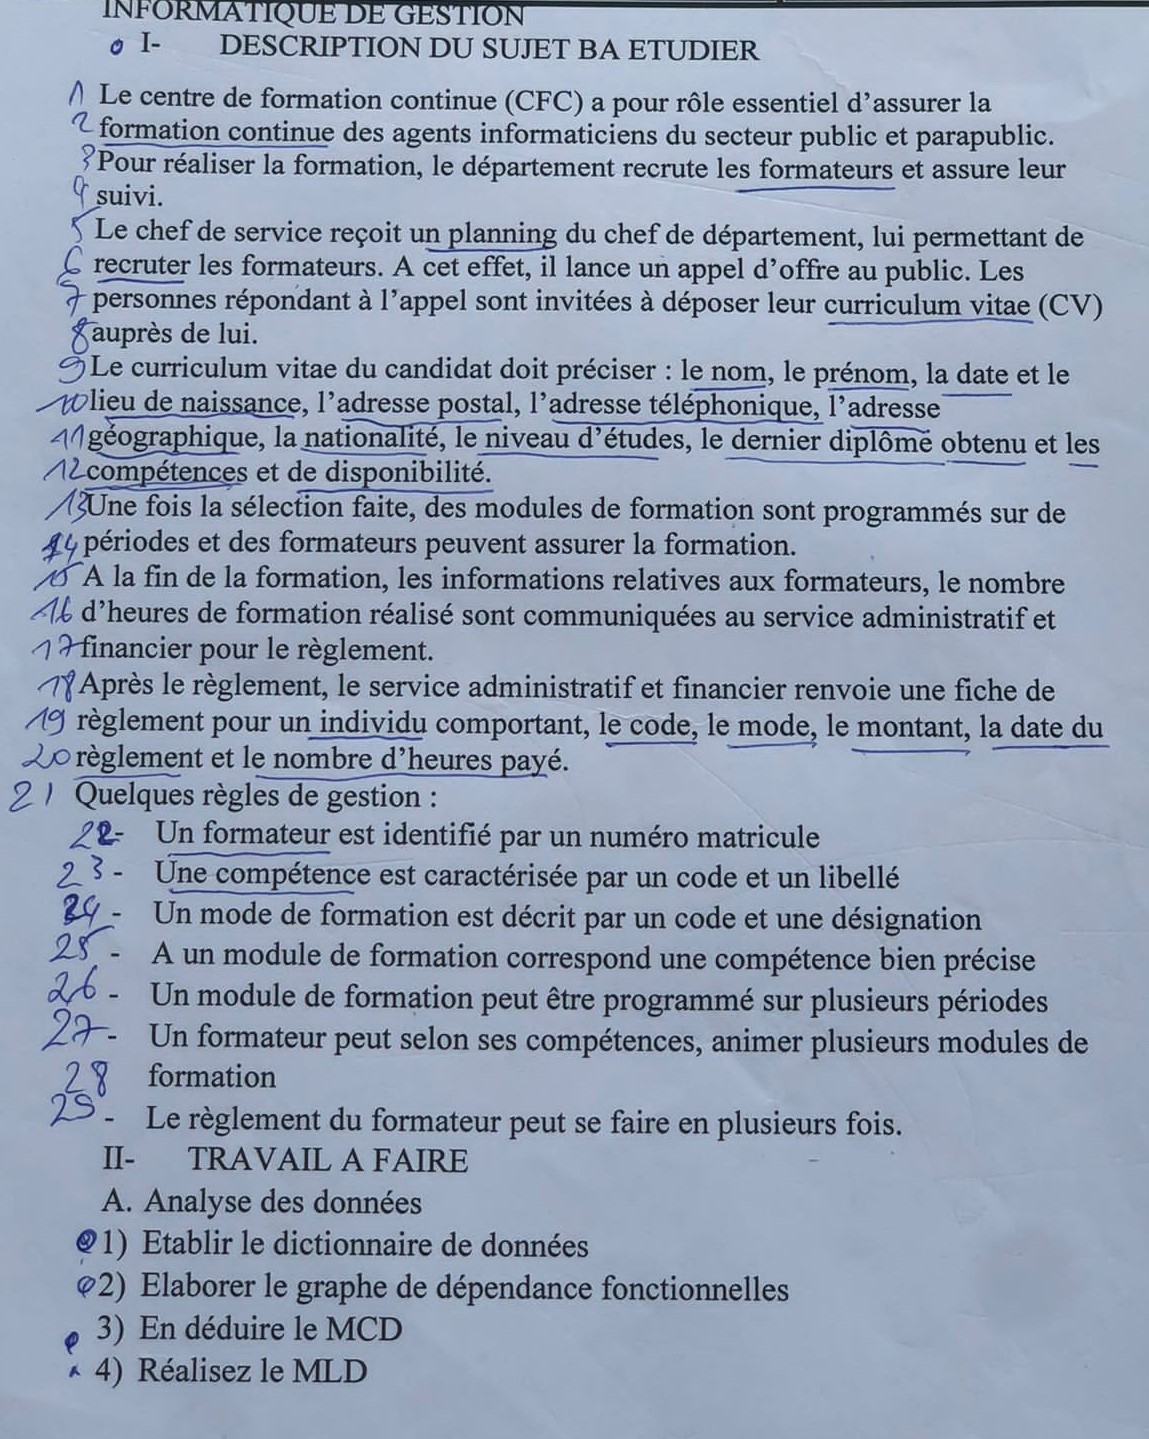 INFORMATIQUE DE GESTION
I- DESCRIPTION DU SUJET BA ETUDIER
1 Le centre de formation continue (CFC) a pour rôle essentiel d'assurer la
2 formation continue des agents informaticiens du secteur public et parapublic.
3 Pour réaliser la formation, le département recrute les formateurs et assure leur
4 suivi.
5 Le chef de service reçoit un planning du chef de département, lui permettant de
6 recruter les formateurs. A cet effet, il lance un appel d'offre au public. Les
7 personnes répondant à l'appel sont invitées à déposer leur curriculum vitae (CV)
8 auprès de lui.
9 Le curriculum vitae du candidat doit préciser : le nom, le prénom, la date et le
10 lieu de naissance, l'adresse postal, l'adresse téléphonique, l'adresse
11 géographique, la nationalité, le niveau d'études, le dernier diplôme obtenu et les
12 compétences et de disponibilité.
13 Une fois la sélection faite, des modules de formation sont programmés sur de
14 périodes et des formateurs peuvent assurer la formation.
15 A la fin de la formation, les informations relatives aux formateurs, le nombre
16 d'heures de formation réalisé sont communiquées au service administratif et
17 financier pour le règlement.
18 Après le règlement, le service administratif et financier renvoie une fiche de
19 règlement pour un individu comportant, le code, le mode, le montant, la date du
20 règlement et le nombre d'heures payé.
21 Quelques règles de gestion :
22- Un formateur est identifié par un numéro matricule
23- Une compétence est caractérisée par un code et un libellé
24- Un mode de formation est décrit par un code et une désignation
25- A un module de formation correspond une compétence bien précise
26- Un module de formation peut être programmé sur plusieurs périodes
27- Un formateur peut selon ses compétences, animer plusieurs modules de
28 formation
29- Le règlement du formateur peut se faire en plusieurs fois.
II- TRAVAIL A FAIRE
A. Analyse des données
1) Etablir le dictionnaire de données
2) Elaborer le graphe de dépendance fonctionnelles
3) En déduire le MCD
4) Réalisez le MLD